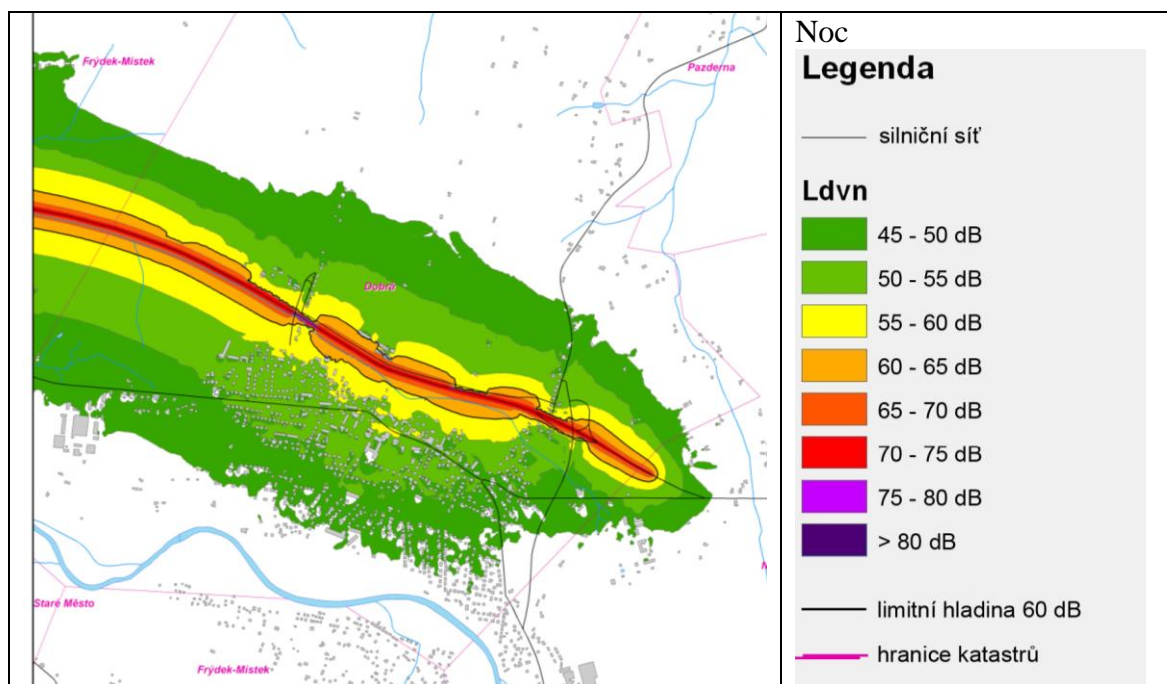 Frýdek-Místek
Pazderna
Dobrá
Staré Město
Frýdek-Místek
Noc
Legenda
silniční síť
Ldvn
45 - 50 dB
50 - 55 dB
55 - 60 dB
60 - 65 dB
65 - 70 dB
70 - 75 dB
75 - 80 dB
> 80 dB
limitní hladina 60 dB
hranice katastrů